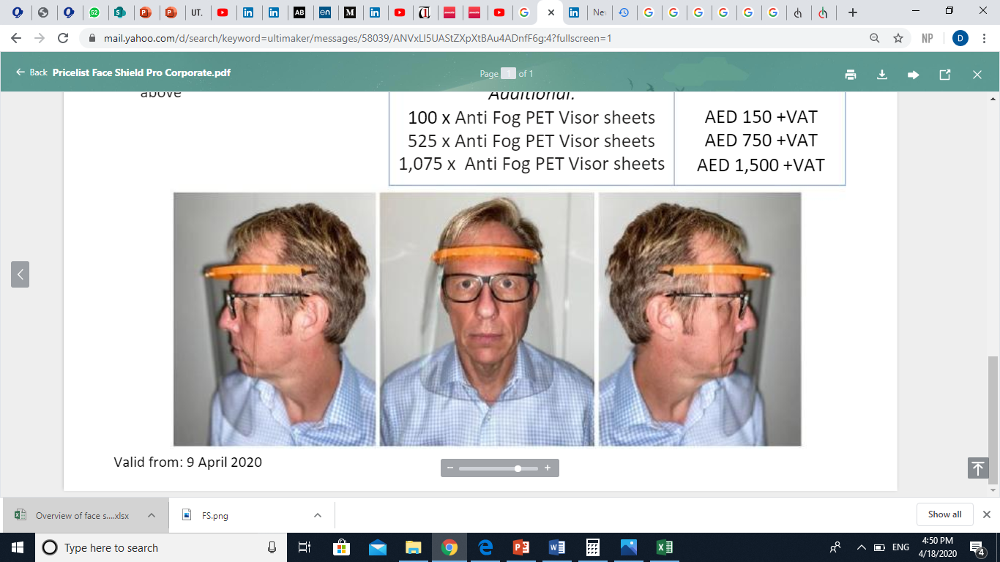 52
UT.
AB
en
M
Nev
mail.yahoo.com/d/search/keyword=ultimaker/messages/58039/ANVxLI5UAStZXpXtBAu4ADnfF6g:4?fullscreen=1
NP
D
Back Pricelist Face Shield Pro Corporate.pdf
Page 1 of 1
above
Additional:
100 x Anti Fog PET Visor sheets AED 150 +VAT
525 x Anti Fog PET Visor sheets AED 750 +VAT
1,075 x Anti Fog PET Visor sheets AED 1,500 +VAT
Valid from: 9 April 2020
Overview of face s....xlsx
FS.png
Show all
Type here to search
ENG
4:50 PM
4/18/2020
4